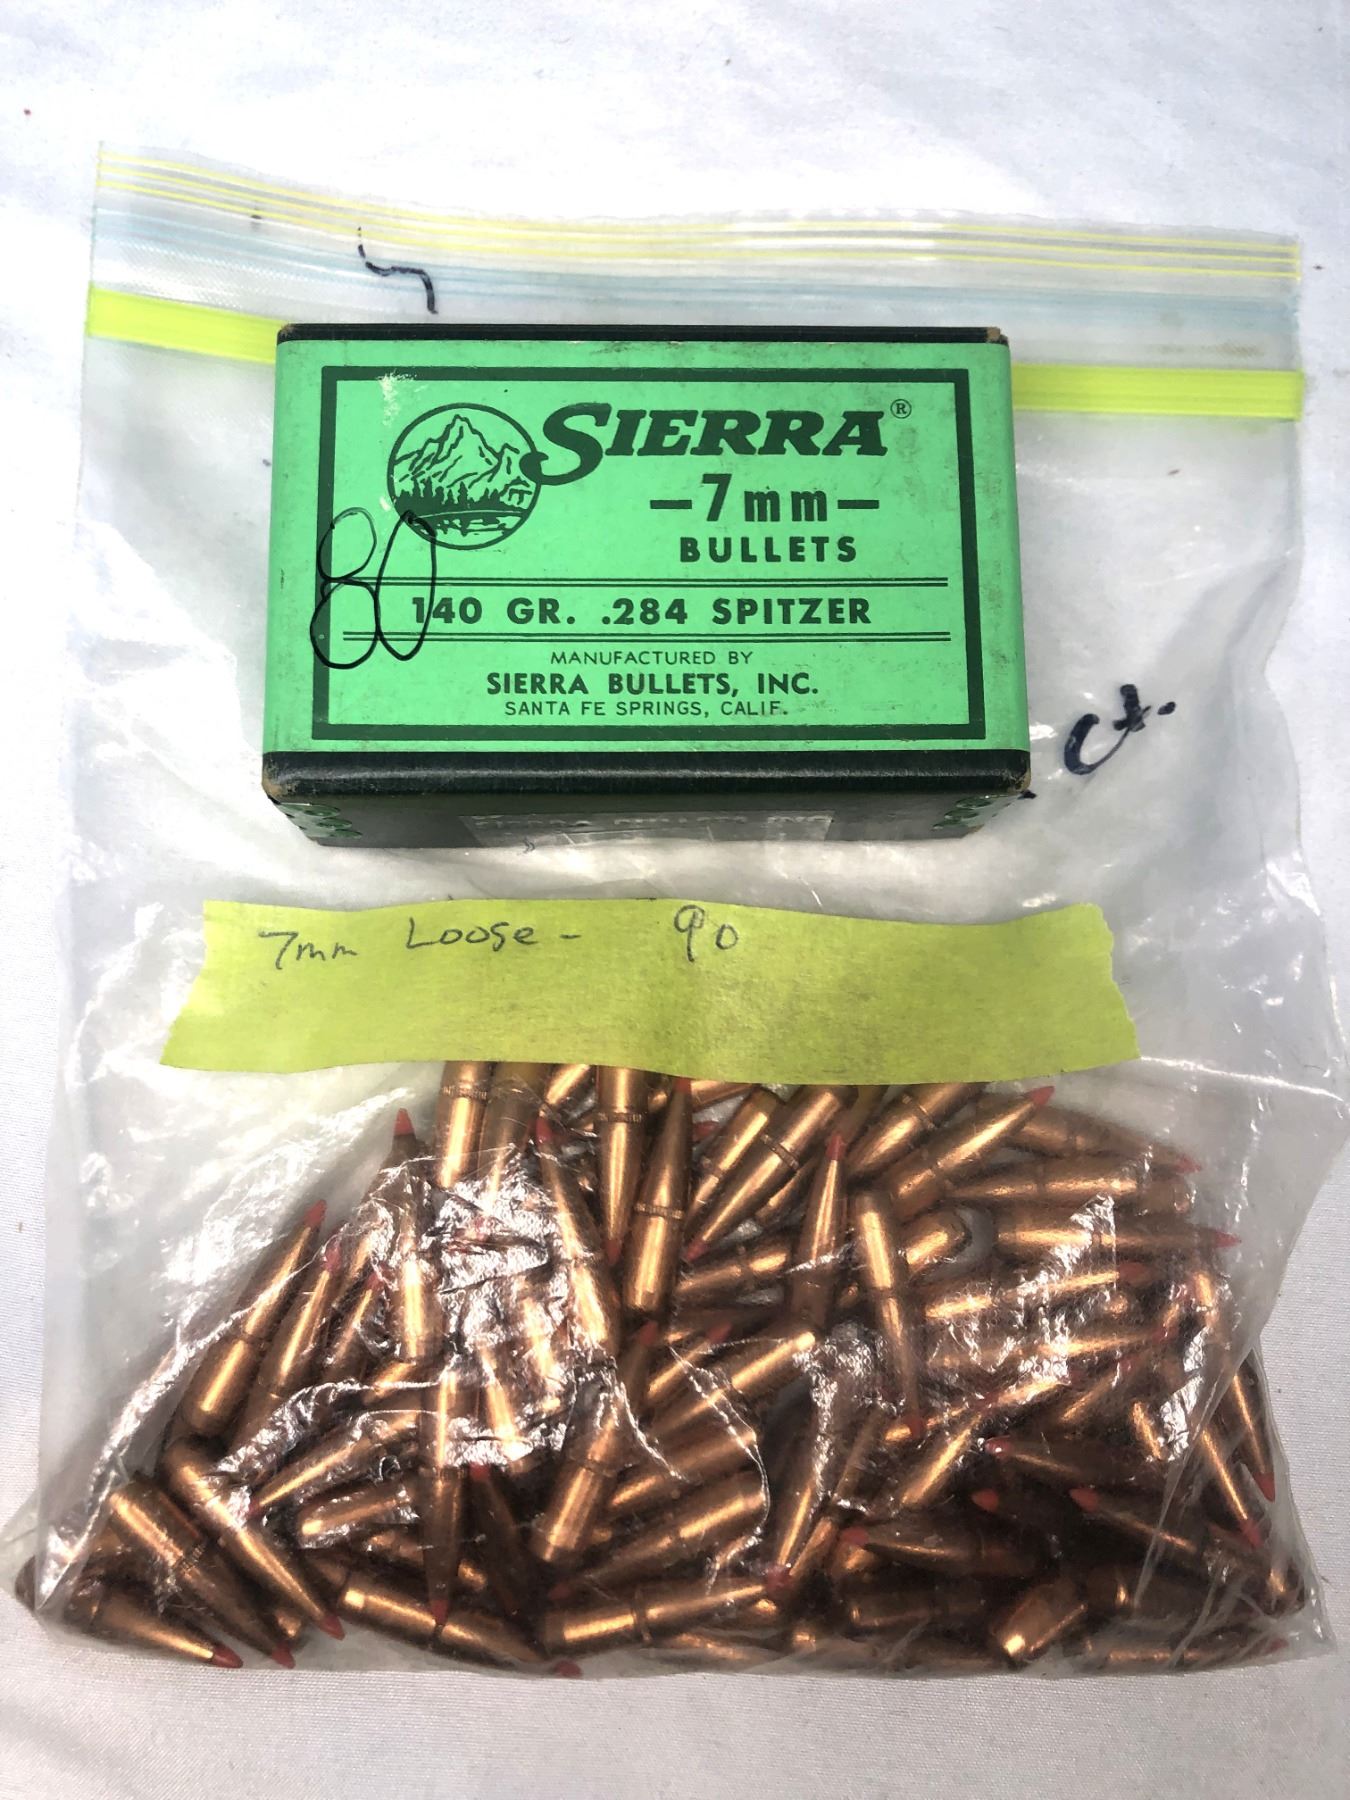 SIERRA®
—7mm—
BULLETS
80
140 GR. .284 SPITZER
MANUFACTURED BY
SIERRA BULLETS, INC.
SANTA FE SPRINGS, CALIF.
7mm Loose - 90